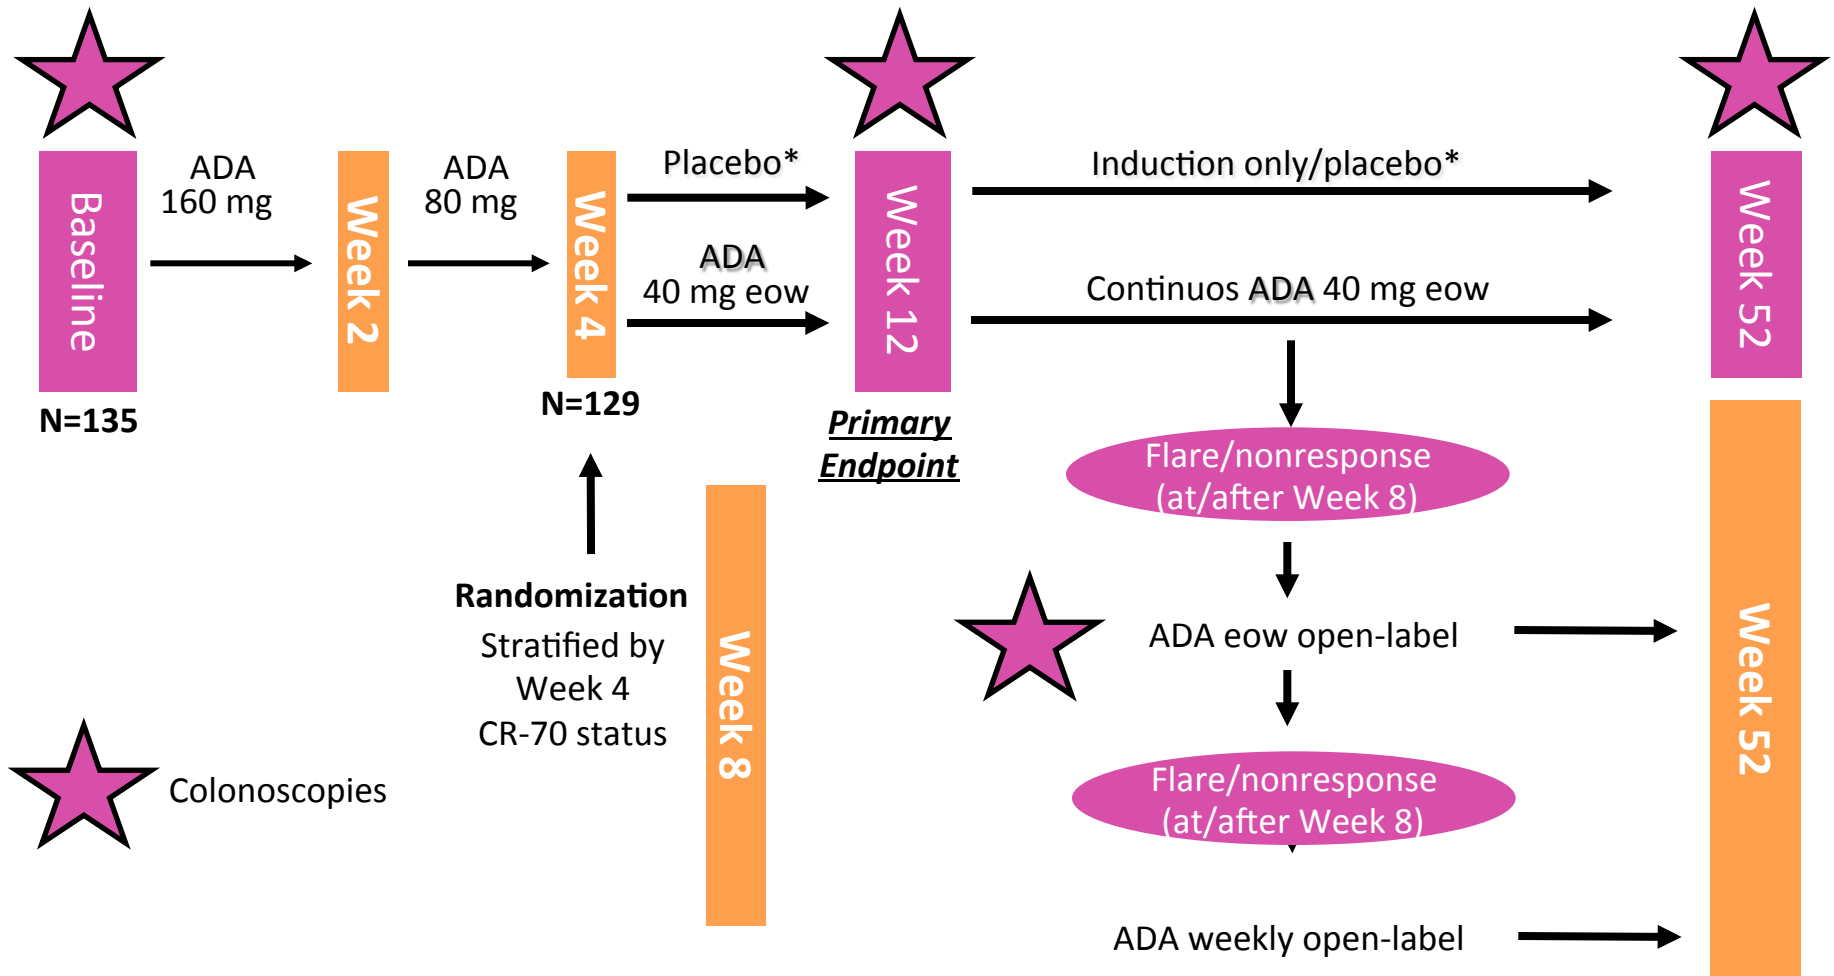 Baseline
N=135
ADA
160 mg
Week 2
ADA
80 mg
Week 4
N=129
Randomization
Stratified by
Week 4
CR-70 status
Week 8
Placebo*
ADA
40 mg eow
Week 12
Primary
Endpoint
Induction only/placebo*
Continuos ADA 40 mg eow
Flare/nonresponse
(at/after Week 8)
ADA eow open-label
Flare/nonresponse
(at/after Week 8)
ADA weekly open-label
Week 52
Week 52
Colonoscopies